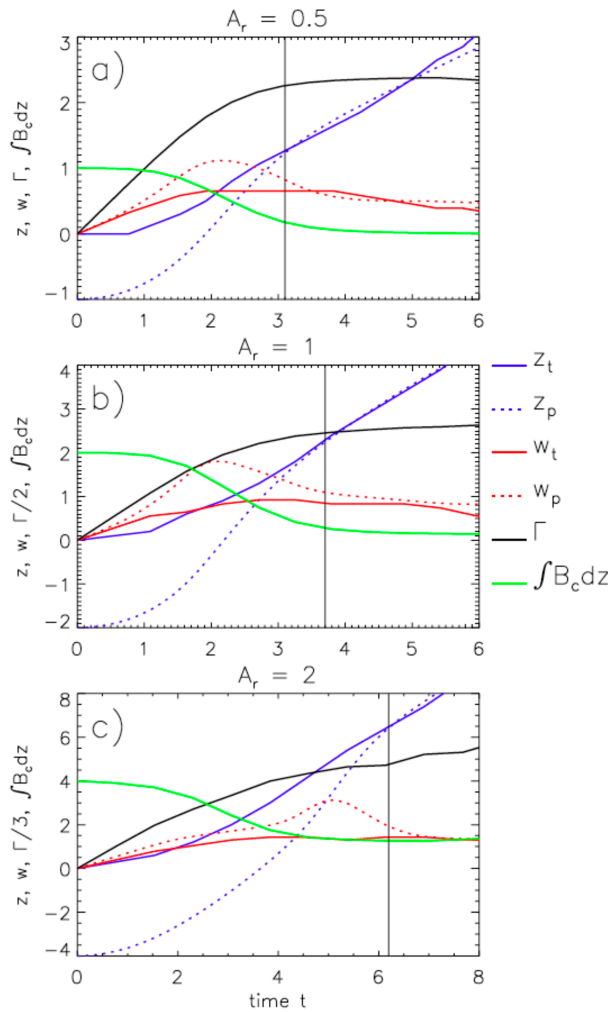 A_r = 0.5
a)
z, w, Γ, ∫B_c dz
3
2
1
0
-1
0 1 2 3 4 5 6
A_r = 1
b)
z, w, Γ/2, ∫B_c dz
4
3
2
1
0
-1
-2
0 1 2 3 4 5 6
z_t
z_p
w_t
w_p
Γ
∫B_c dz
A_r = 2
c)
z, w, Γ/3, ∫B_c dz
8
6
4
2
0
-2
-4
0 2 4 6 8
time t